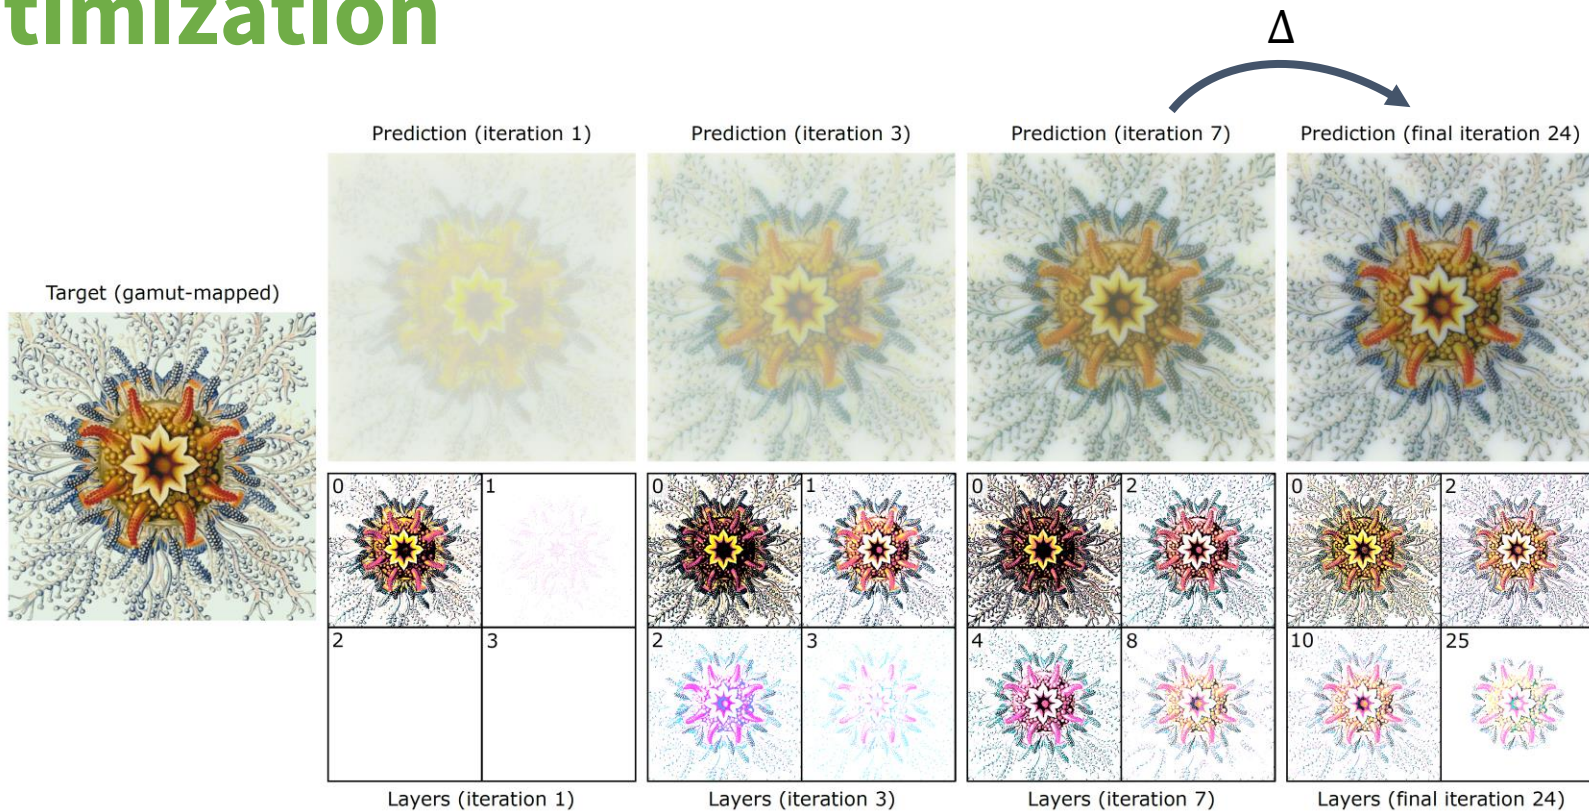 timization
Δ
Prediction (iteration 1)
Prediction (iteration 3)
Prediction (iteration 7)
Prediction (final iteration 24)
Target (gamut-mapped)
0
1
2
3
0
1
2
3
0
2
4
8
0
2
10
25
Layers (iteration 1)
Layers (iteration 3)
Layers (iteration 7)
Layers (final iteration 24)